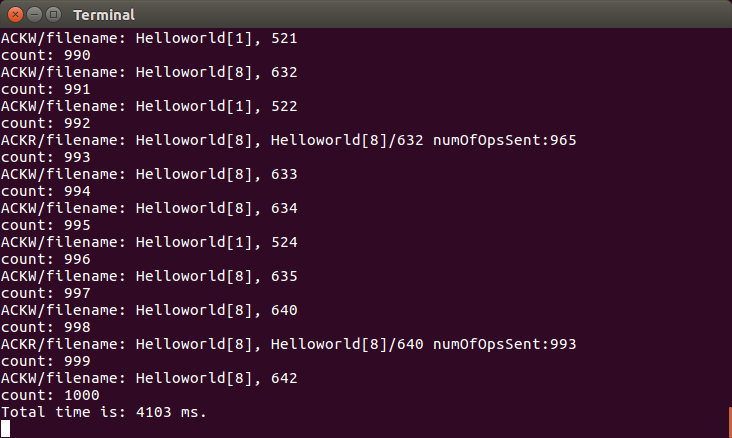 Terminal
ACKW/filename: Helloworld[1], 521
count: 990
ACKW/filename: Helloworld[8], 632
count: 991
ACKW/filename: Helloworld[1], 522
count: 992
ACKR/filename: Helloworld[8], Helloworld[8]/632 numOfOpsSent:965
count: 993
ACKW/filename: Helloworld[8], 633
count: 994
ACKW/filename: Helloworld[8], 634
count: 995
ACKW/filename: Helloworld[1], 524
count: 996
ACKW/filename: Helloworld[8], 635
count: 997
ACKW/filename: Helloworld[8], 640
count: 998
ACKR/filename: Helloworld[8], Helloworld[8]/640 numOfOpsSent:993
count: 999
ACKW/filename: Helloworld[8], 642
count: 1000
Total time is: 4103 ms.